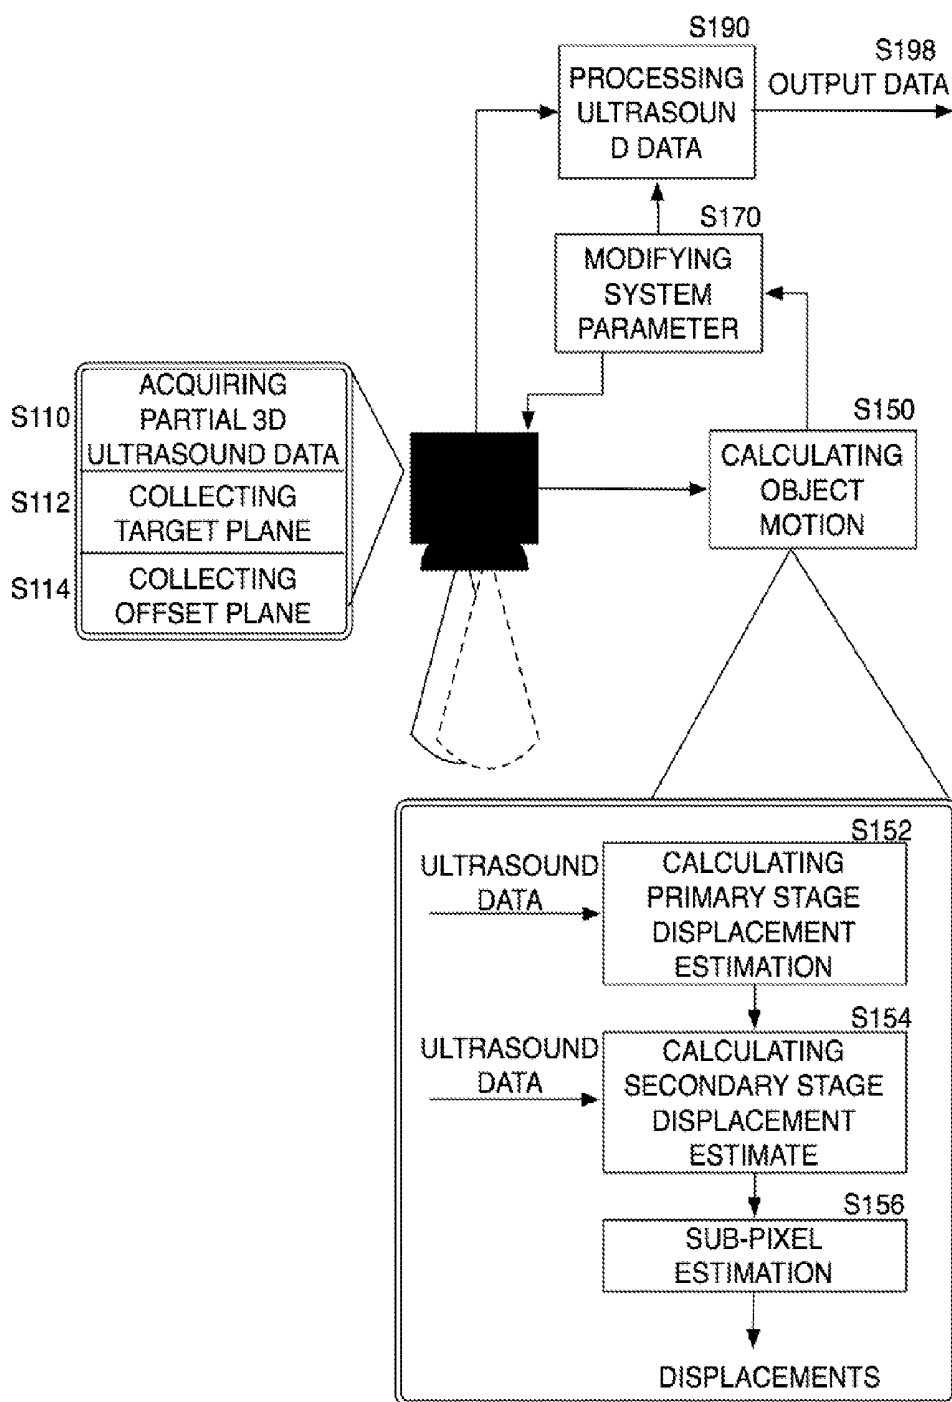 S190
S198
OUTPUT DATA
PROCESSING
ULTRASOUN
D DATA
S170
MODIFYING
SYSTEM
PARAMETER
S110
ACQUIRING
PARTIAL 3D
ULTRASOUND DATA
S112
COLLECTING
TARGET PLANE
S114
COLLECTING
OFFSET PLANE
S150
CALCULATING
OBJECT
MOTION
S152
ULTRASOUND
DATA
CALCULATING
PRIMARY STAGE
DISPLACEMENT
ESTIMATION
S154
ULTRASOUND
DATA
CALCULATING
SECONDARY STAGE
DISPLACEMENT
ESTIMATE
S156
SUB-PIXEL
ESTIMATION
DISPLACEMENTS